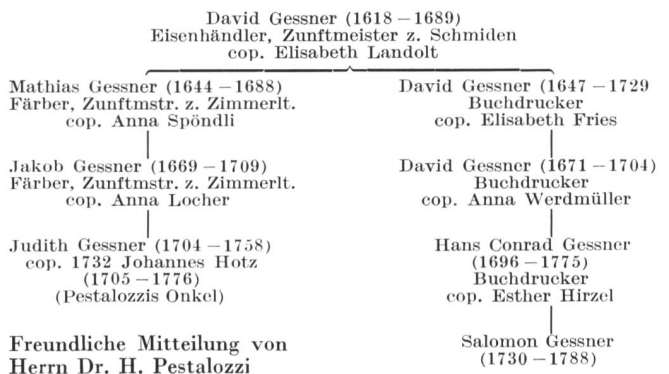 David Gessner (1618–1689)
Eisenhändler, Zunftmeister z. Schmiden
cop. Elisabeth Landolt
Mathias Gessner (1644–1688)
Färber, Zunftmstr. z. Zimmerlt.
cop. Anna Spöndli
Jakob Gessner (1669–1709)
Färber, Zunftmstr. z. Zimmerlt.
cop. Anna Locher
Judith Gessner (1704–1758)
cop. 1732 Johannes Hotz
(1705–1776)
(Pestalozzis Onkel)
David Gessner (1647–1729
Buchdrucker
cop. Elisabeth Fries
David Gessner (1671–1704)
Buchdrucker
cop. Anna Werdmüller
Hans Conrad Gessner
(1696–1775)
Buchdrucker
cop. Esther Hirzel
Salomon Gessner
(1730–1788)
Freundliche Mitteilung von
Herrn Dr. H. Pestalozzi